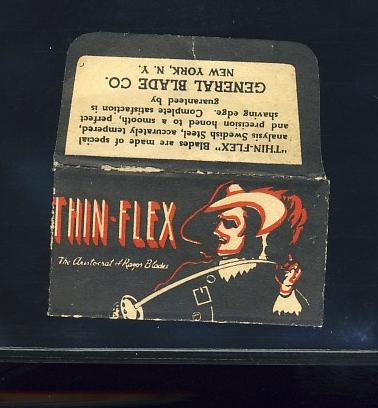 "THIN-FLEX" Blades are made of special
analysis Swedish Steel, accurately tempered,
and precision honed to a smooth, perfect
shaving edge. Complete satisfaction is
guaranteed by
GENERAL BLADE CO.
NEW YORK, N. Y.
THIN-FLEX
The Aristocrat of Razor Blades